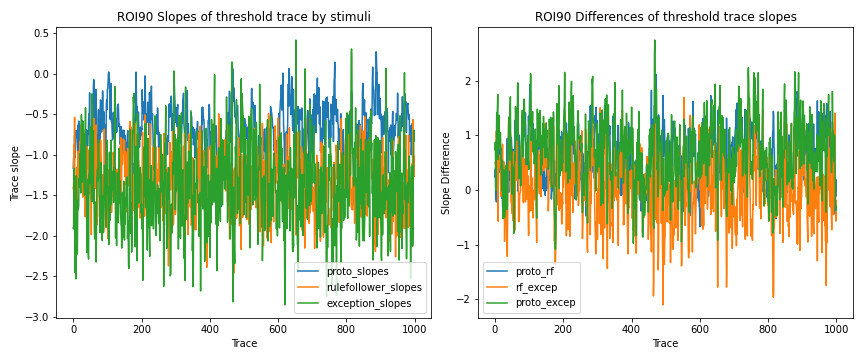 ROI90 Slopes of threshold trace by stimuli
0.5
0.0
−0.5
−1.0
−1.5
−2.0
−2.5
−3.0
Trace slope
0
200
400
600
800
1000
Trace
proto_slopes
rulefollower_slopes
exception_slopes
ROI90 Differences of threshold trace slopes
2
1
0
−1
−2
Slope Difference
0
200
400
600
800
1000
Trace
proto_rf
rf_excep
proto_excep